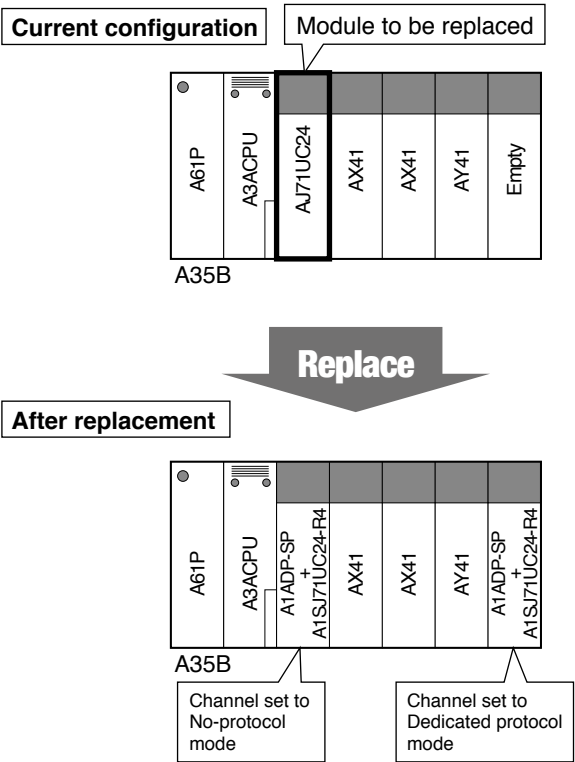 Current configuration
Module to be replaced
A61P
A3ACPU
AJ71UC24
AX41
AX41
AY41
Empty
A35B
Replace
After replacement
A61P
A3ACPU
A1ADP-SP
+
A1SJ71UC24-R4
AX41
AX41
AY41
A1ADP-SP
+
A1SJ71UC24-R4
A35B
Channel set to
No-protocol
mode
Channel set to
Dedicated protocol
mode